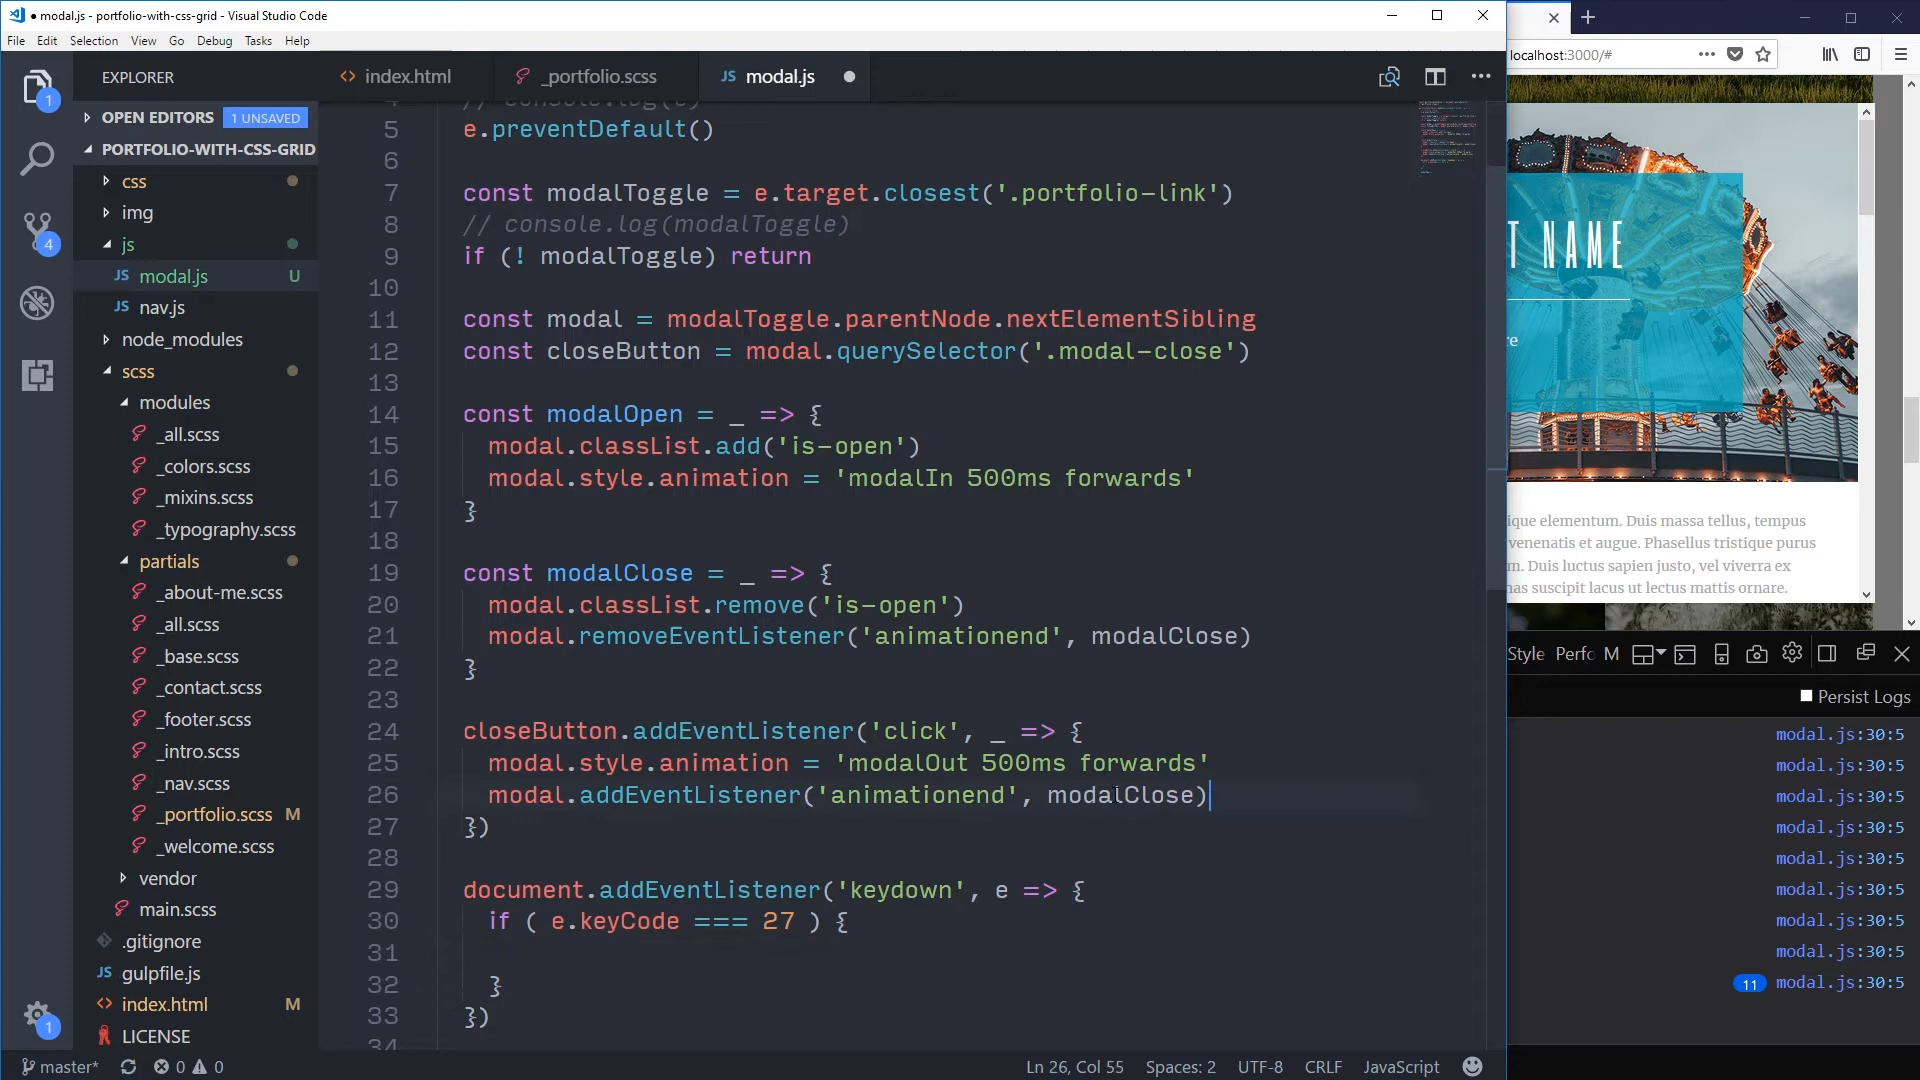 ● modal.js - portfolio-with-css-grid - Visual Studio Code
File Edit Selection View Go Debug Tasks Help
EXPLORER
OPEN EDITORS 1 UNSAVED
PORTFOLIO-WITH-CSS-GRID
css
img
js
JS modal.js U
JS nav.js
node_modules
scss
modules
_all.scss
_colors.scss
_mixins.scss
_typography.scss
partials
_about-me.scss
_all.scss
_base.scss
_contact.scss
_footer.scss
_intro.scss
_nav.scss
_portfolio.scss M
_welcome.scss
vendor
main.scss
.gitignore
JS gulpfile.js
<> index.html M
LICENSE
1
4
1
<> index.html
_portfolio.scss
JS modal.js ●
4 // console.log(e)
5 e.preventDefault()
6
7 const modalToggle = e.target.closest('.portfolio-link')
8 // console.log(modalToggle)
9 if (! modalToggle) return
10
11 const modal = modalToggle.parentNode.nextElementSibling
12 const closeButton = modal.querySelector('.modal-close')
13
14 const modalOpen = _ => {
15 modal.classList.add('is-open')
16 modal.style.animation = 'modalIn 500ms forwards'
17 }
18
19 const modalClose = _ => {
20 modal.classList.remove('is-open')
21 modal.removeEventListener('animationend', modalClose)
22 }
23
24 closeButton.addEventListener('click', _ => {
25 modal.style.animation = 'modalOut 500ms forwards'
26 modal.addEventListener('animationend', modalClose)
27 })
28
29 document.addEventListener('keydown', e => {
30 if ( e.keyCode === 27 ) {
31
32 }
33 })
34
master* 0 0
Ln 26, Col 55 Spaces: 2 UTF-8 CRLF JavaScript
localhost:3000/#
T NAME
re
ique elementum. Duis massa tellus, tempus
venenatis et augue. Phasellus tristique purus
m. Duis luctus sapien justo, vel viverra ex
nas suscipit lacus ut lectus mattis ornare.
Style Perfo M
Persist Logs
modal.js:30:5
modal.js:30:5
modal.js:30:5
modal.js:30:5
modal.js:30:5
modal.js:30:5
modal.js:30:5
modal.js:30:5
11 modal.js:30:5